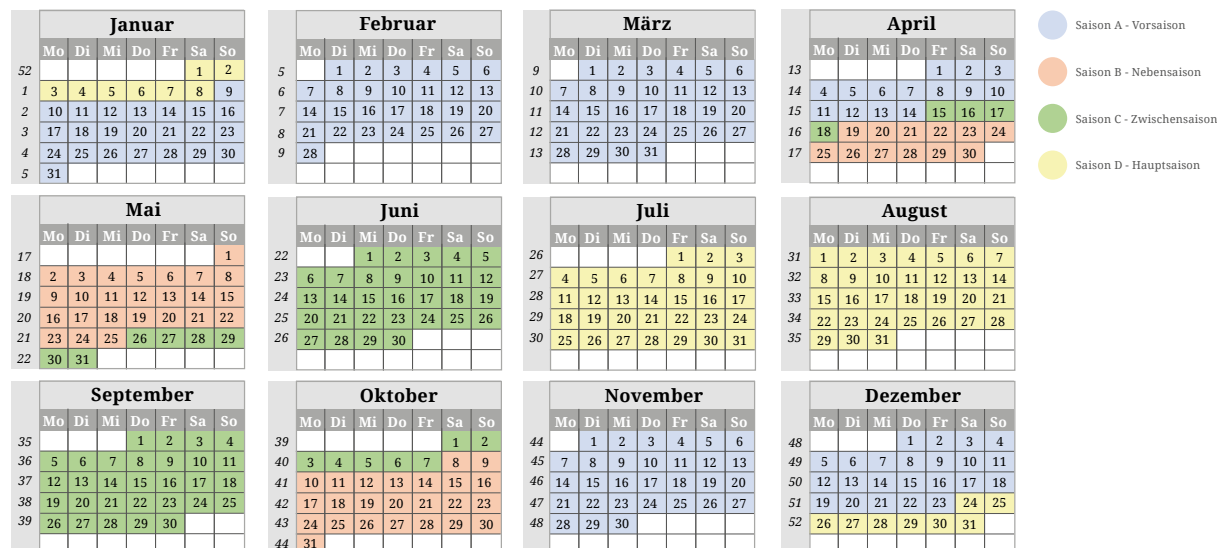 Januar
Mo Di Mi Do Fr Sa So
52 1 2
1 3 4 5 6 7 8 9
2 10 11 12 13 14 15 16
3 17 18 19 20 21 22 23
4 24 25 26 27 28 29 30
5 31
Februar
Mo Di Mi Do Fr Sa So
5 1 2 3 4 5 6
6 7 8 9 10 11 12 13
7 14 15 16 17 18 19 20
8 21 22 23 24 25 26 27
9 28
März
Mo Di Mi Do Fr Sa So
9 1 2 3 4 5 6
10 7 8 9 10 11 12 13
11 14 15 16 17 18 19 20
12 21 22 23 24 25 26 27
13 28 29 30 31
April
Mo Di Mi Do Fr Sa So
13 1 2 3
14 4 5 6 7 8 9 10
15 11 12 13 14 15 16 17
16 18 19 20 21 22 23 24
17 25 26 27 28 29 30
Saison A - Vorsaison
Saison B - Nebensaison
Saison C - Zwischensaison
Saison D - Hauptsaison
Mai
Mo Di Mi Do Fr Sa So
17 1
18 2 3 4 5 6 7 8
19 9 10 11 12 13 14 15
20 16 17 18 19 20 21 22
21 23 24 25 26 27 28 29
22 30 31
Juni
Mo Di Mi Do Fr Sa So
22 1 2 3 4 5
23 6 7 8 9 10 11 12
24 13 14 15 16 17 18 19
25 20 21 22 23 24 25 26
26 27 28 29 30
Juli
Mo Di Mi Do Fr Sa So
26 1 2 3
27 4 5 6 7 8 9 10
28 11 12 13 14 15 16 17
29 18 19 20 21 22 23 24
30 25 26 27 28 29 30 31
August
Mo Di Mi Do Fr Sa So
31 1 2 3 4 5 6 7
32 8 9 10 11 12 13 14
33 15 16 17 18 19 20 21
34 22 23 24 25 26 27 28
35 29 30 31
September
Mo Di Mi Do Fr Sa So
35 1 2 3 4
36 5 6 7 8 9 10 11
37 12 13 14 15 16 17 18
38 19 20 21 22 23 24 25
39 26 27 28 29 30
Oktober
Mo Di Mi Do Fr Sa So
39 1 2
40 3 4 5 6 7 8 9
41 10 11 12 13 14 15 16
42 17 18 19 20 21 22 23
43 24 25 26 27 28 29 30
44 31
November
Mo Di Mi Do Fr Sa So
44 1 2 3 4 5 6
45 7 8 9 10 11 12 13
46 14 15 16 17 18 19 20
47 21 22 23 24 25 26 27
48 28 29 30
Dezember
Mo Di Mi Do Fr Sa So
48 1 2 3 4
49 5 6 7 8 9 10 11
50 12 13 14 15 16 17 18
51 19 20 21 22 23 24 25
52 26 27 28 29 30 31